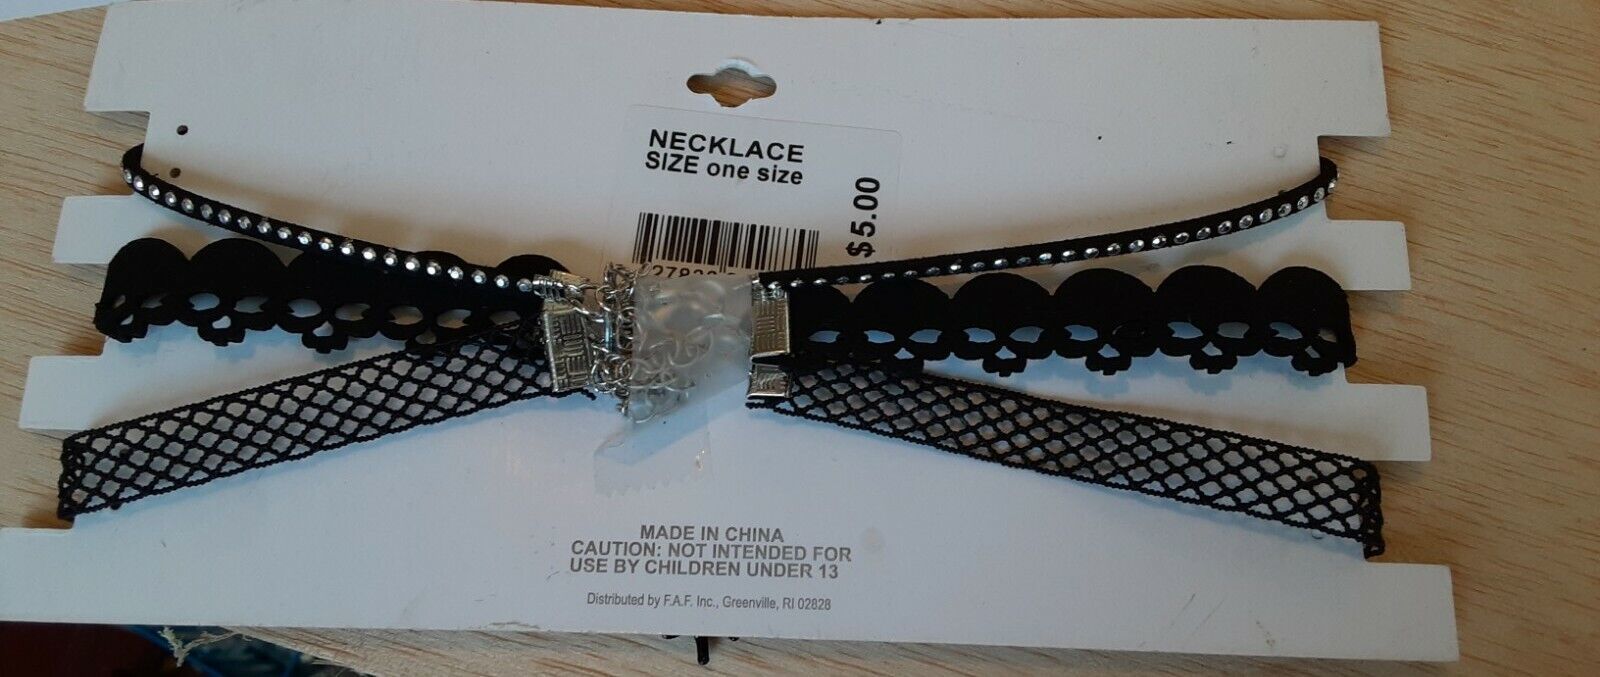 NECKLACE
SIZE one size
$5.00
MADE IN CHINA
CAUTION: NOT INTENDED FOR
USE BY CHILDREN UNDER 13
Distributed by F.A.F. Inc., Greenville, RI 02828